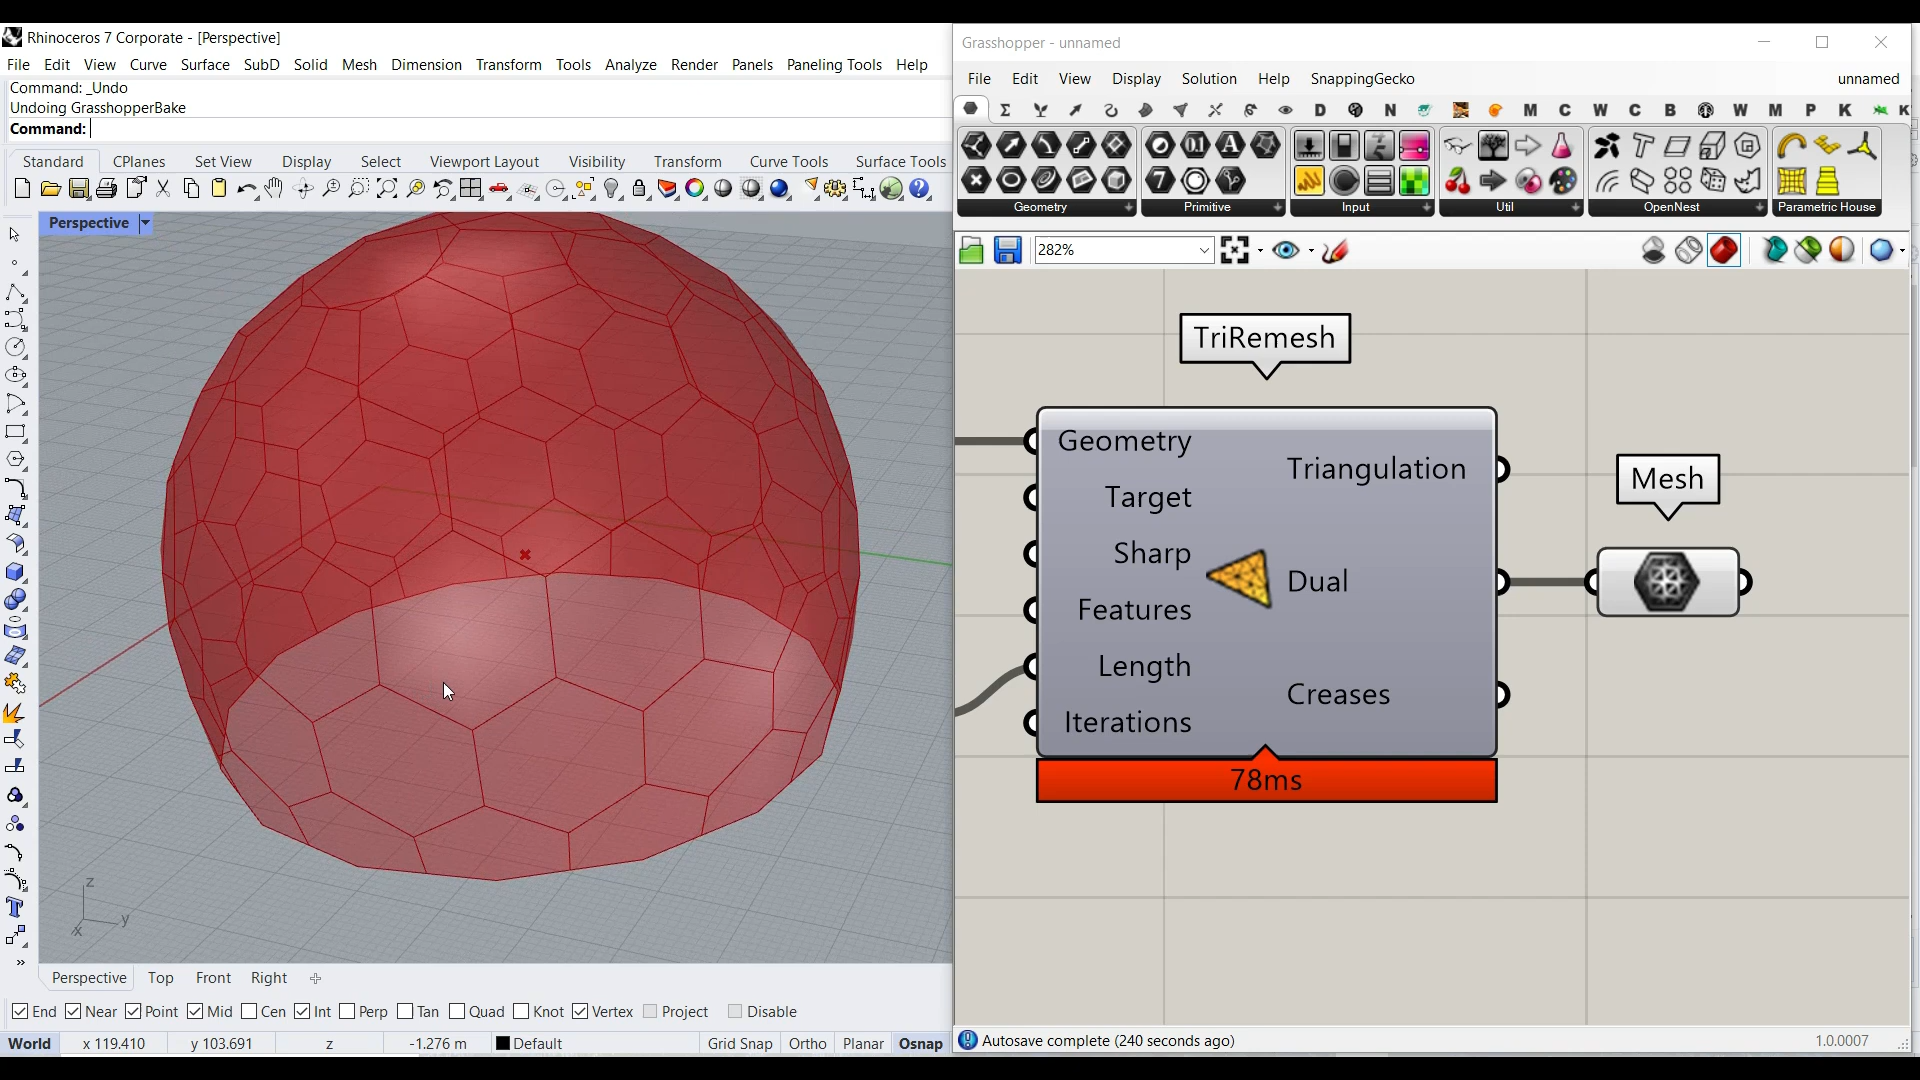 Rhinoceros 7 Corporate - [Perspective]
File Edit View Curve Surface SubD Solid Mesh Dimension Transform Tools Analyze Render Panels Paneling Tools Help
Command: _Undo
Undoing GrasshopperBake
Command:
Standard CPlanes Set View Display Select Viewport Layout Visibility Transform Curve Tools Surface Tools
Perspective
z
y
x
Perspective Top Front Right
End Near Point Mid Cen Int Perp Tan Quad Knot Vertex Project Disable
World x 119.410 y 103.691 z -1.276 m Default Grid Snap Ortho Planar Osnap
Grasshopper - unnamed
File Edit View Display Solution Help SnappingGecko unnamed
D N M C W C B W M P K K
Geometry Primitive Input Util OpenNest Parametric House
282%
TriRemesh
Geometry
Target
Sharp
Features
Length
Iterations
Triangulation
Dual
Creases
78ms
Mesh
Autosave complete (240 seconds ago) 1.0.0007